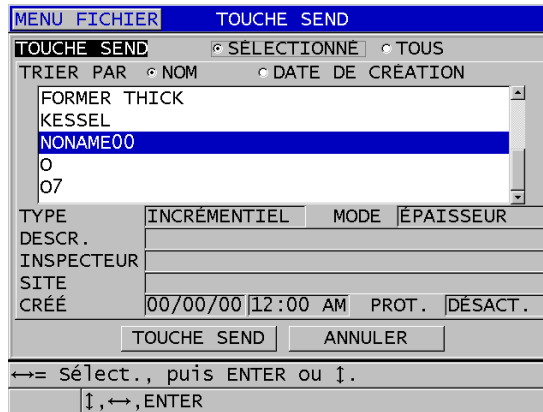 MENU FICHIER TOUCHE SEND
TOUCHE SEND SÉLECTIONNÉ TOUS
TRIER PAR NOM DATE DE CRÉATION
FORMER THICK
KESSEL
NONAME00
O
O7
TYPE INCRÉMENTIEL MODE ÉPAISSEUR
DESCR.
INSPECTEUR
SITE
CRÉÉ 00/00/00 12:00 AM PROT. DÉSACT.
TOUCHE SEND ANNULER
↔= Sélect., puis ENTER ou ↕.
↕,↔,ENTER